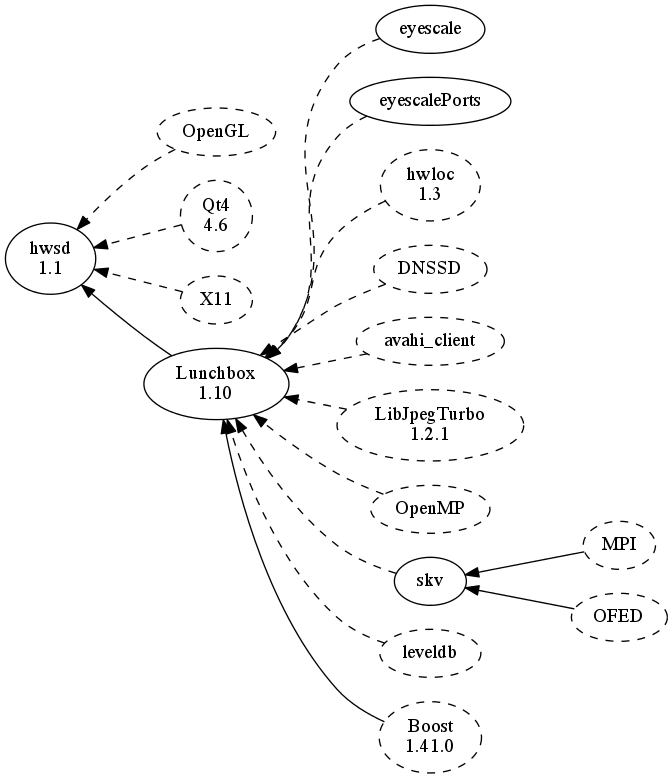 eyescale
eyescalePorts
OpenGL
hwloc
1.3
Qt4
4.6
hwsd
1.1
DNSSD
X11
avahi_client
Lunchbox
1.10
LibJpegTurbo
1.2.1
OpenMP
MPI
skv
OFED
leveldb
Boost
1.41.0